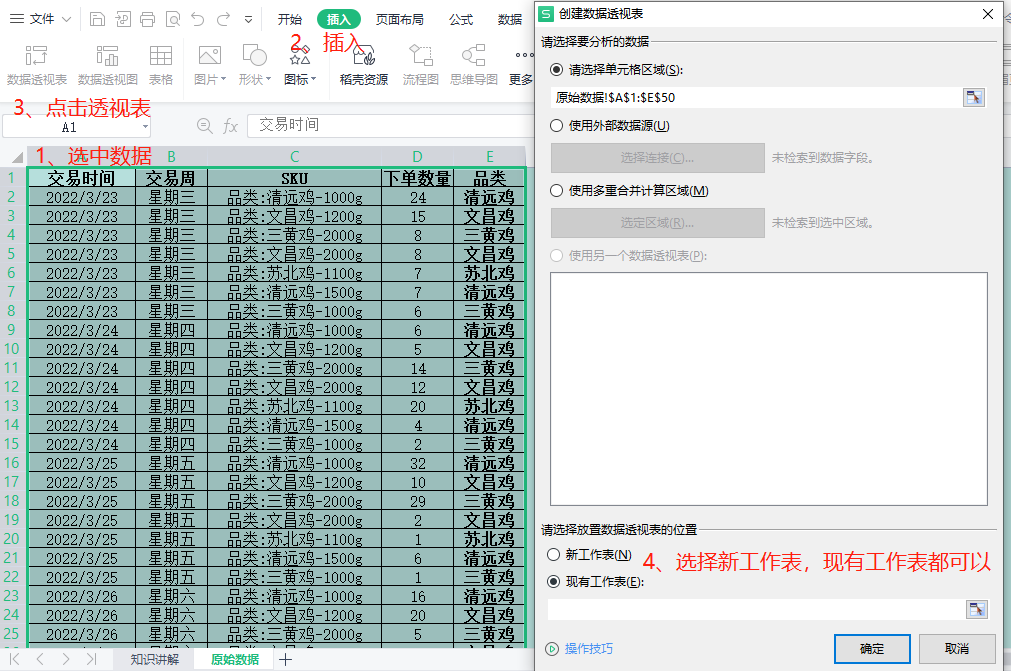 文件 开始 插入 页面布局 公式 数据
2、插入
数据透视表 数据透视图 表格 图片 形状 图标 稻壳资源 流程图 思维导图 更多
3、点击透视表
A1 fx 交易时间
1、选中数据
B C D E
1 交易时间 交易周 SKU 下单数量 品类
2 2022/3/23 星期三 品类:清远鸡-1000g 24 清远鸡
3 2022/3/23 星期三 品类:文昌鸡-1200g 15 文昌鸡
4 2022/3/23 星期三 品类:三黄鸡-2000g 8 三黄鸡
5 2022/3/23 星期三 品类:文昌鸡-2000g 8 文昌鸡
6 2022/3/23 星期三 品类:苏北鸡-1100g 7 苏北鸡
7 2022/3/23 星期三 品类:清远鸡-1500g 7 清远鸡
8 2022/3/23 星期三 品类:三黄鸡-1000g 6 三黄鸡
9 2022/3/24 星期四 品类:清远鸡-1000g 6 清远鸡
10 2022/3/24 星期四 品类:文昌鸡-1200g 5 文昌鸡
11 2022/3/24 星期四 品类:三黄鸡-2000g 14 三黄鸡
12 2022/3/24 星期四 品类:文昌鸡-2000g 12 文昌鸡
13 2022/3/24 星期四 品类:苏北鸡-1100g 20 苏北鸡
14 2022/3/24 星期四 品类:清远鸡-1500g 4 清远鸡
15 2022/3/24 星期四 品类:三黄鸡-1000g 2 三黄鸡
16 2022/3/25 星期五 品类:清远鸡-1000g 32 清远鸡
17 2022/3/25 星期五 品类:文昌鸡-1200g 10 文昌鸡
18 2022/3/25 星期五 品类:三黄鸡-2000g 29 三黄鸡
19 2022/3/25 星期五 品类:文昌鸡-2000g 2 文昌鸡
20 2022/3/25 星期五 品类:苏北鸡-1100g 1 苏北鸡
21 2022/3/25 星期五 品类:清远鸡-1500g 6 清远鸡
22 2022/3/25 星期五 品类:三黄鸡-1000g 1 三黄鸡
23 2022/3/26 星期六 品类:清远鸡-1000g 16 清远鸡
24 2022/3/26 星期六 品类:文昌鸡-1200g 20 文昌鸡
25 2022/3/26 星期六 品类:三黄鸡-2000g 5 三黄鸡
知识讲解 原始数据
创建数据透视表
请选择要分析的数据
请选择单元格区域(S):
原始数据!$A$1:$E$50
使用外部数据源(U)
选择连接(C)... 未检索到数据字段。
使用多重合并计算区域(M)
选定区域(R)... 未检索到选中区域。
使用另一个数据透视表(P):
请选择放置数据透视表的位置
新工作表(N)
4、选择新工作表，现有工作表都可以
现有工作表(E):
操作技巧 确定 取消